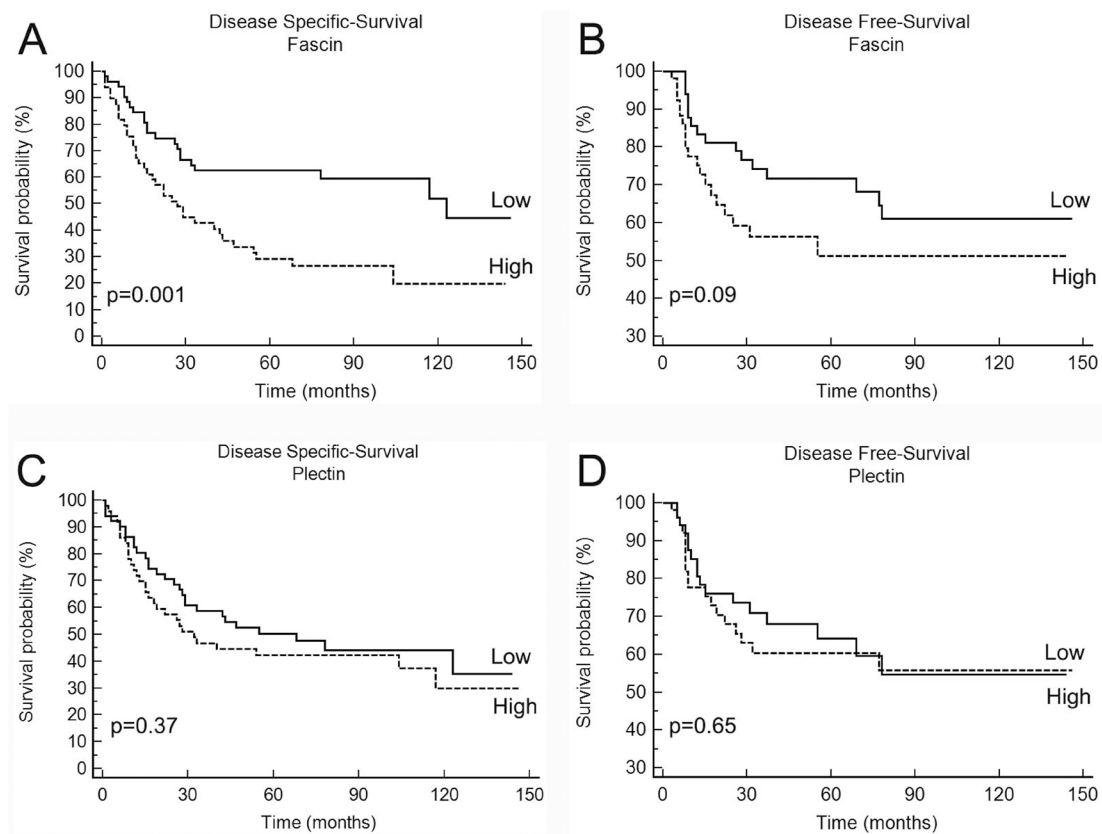 A
Disease Specific-Survival
Fascin
Survival probability (%)
100
90
80
70
60
50
40
30
20
10
0
Low
High
p=0.001
0 30 60 90 120 150
Time (months)
B
Disease Free-Survival
Fascin
Survival probability (%)
100
90
80
70
60
50
40
30
Low
High
p=0.09
0 30 60 90 120 150
Time (months)
C
Disease Specific-Survival
Plectin
Survival probability (%)
100
90
80
70
60
50
40
30
20
10
0
Low
High
p=0.37
0 30 60 90 120 150
Time (months)
D
Disease Free-Survival
Plectin
Survival probability (%)
100
90
80
70
60
50
40
30
Low
High
p=0.65
0 30 60 90 120 150
Time (months)